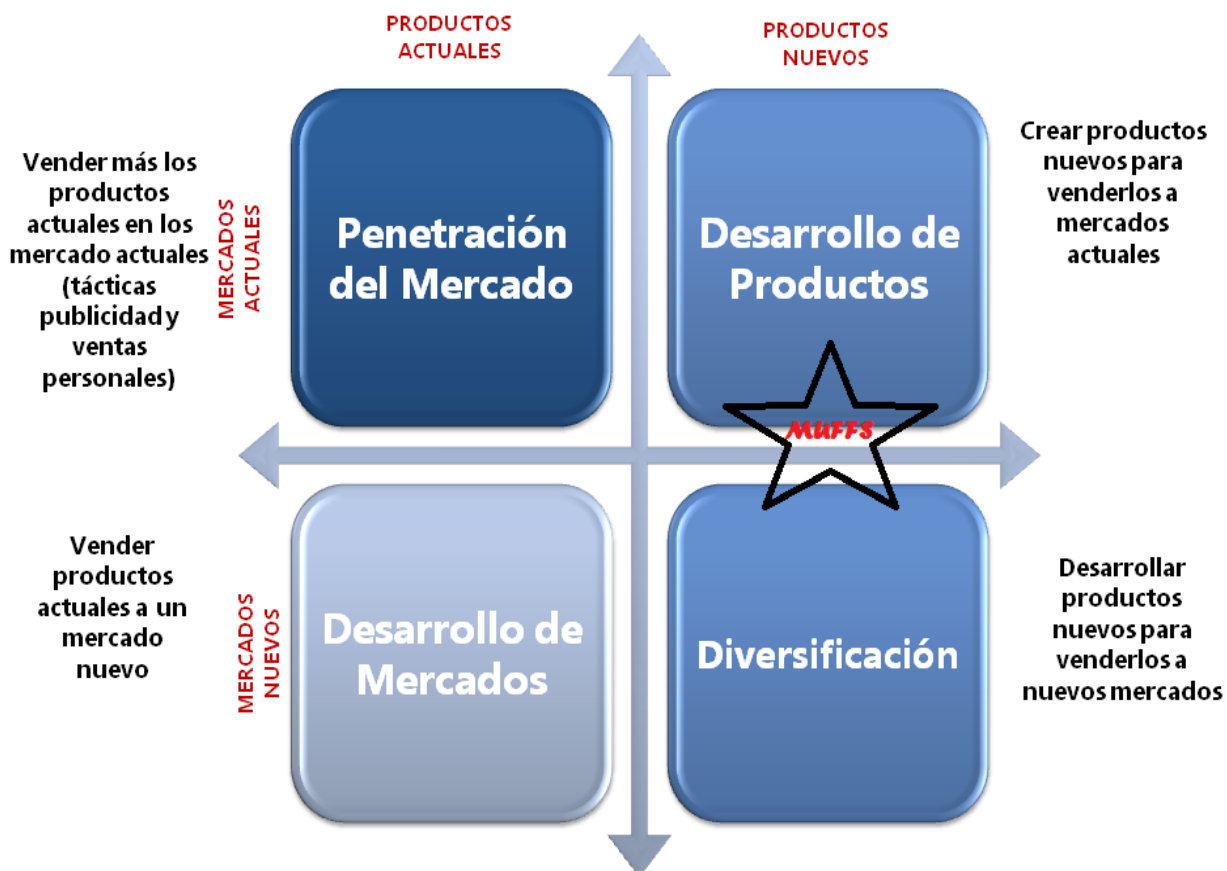 PRODUCTOS
ACTUALES
PRODUCTOS
NUEVOS
Vender más los
productos
actuales en los
mercado actuales
(tácticas
publicidad y
ventas
personales)
MERCADOS
ACTUALES
Penetración
del Mercado
Desarrollo de
Productos
Crear productos
nuevos para
venderlos a
mercados
actuales
MUFFS
Vender
productos
actuales a un
mercado
nuevo
MERCADOS
NUEVOS
Desarrollo de
Mercados
Diversificación
Desarrollar
productos
nuevos para
venderlos a
nuevos mercados